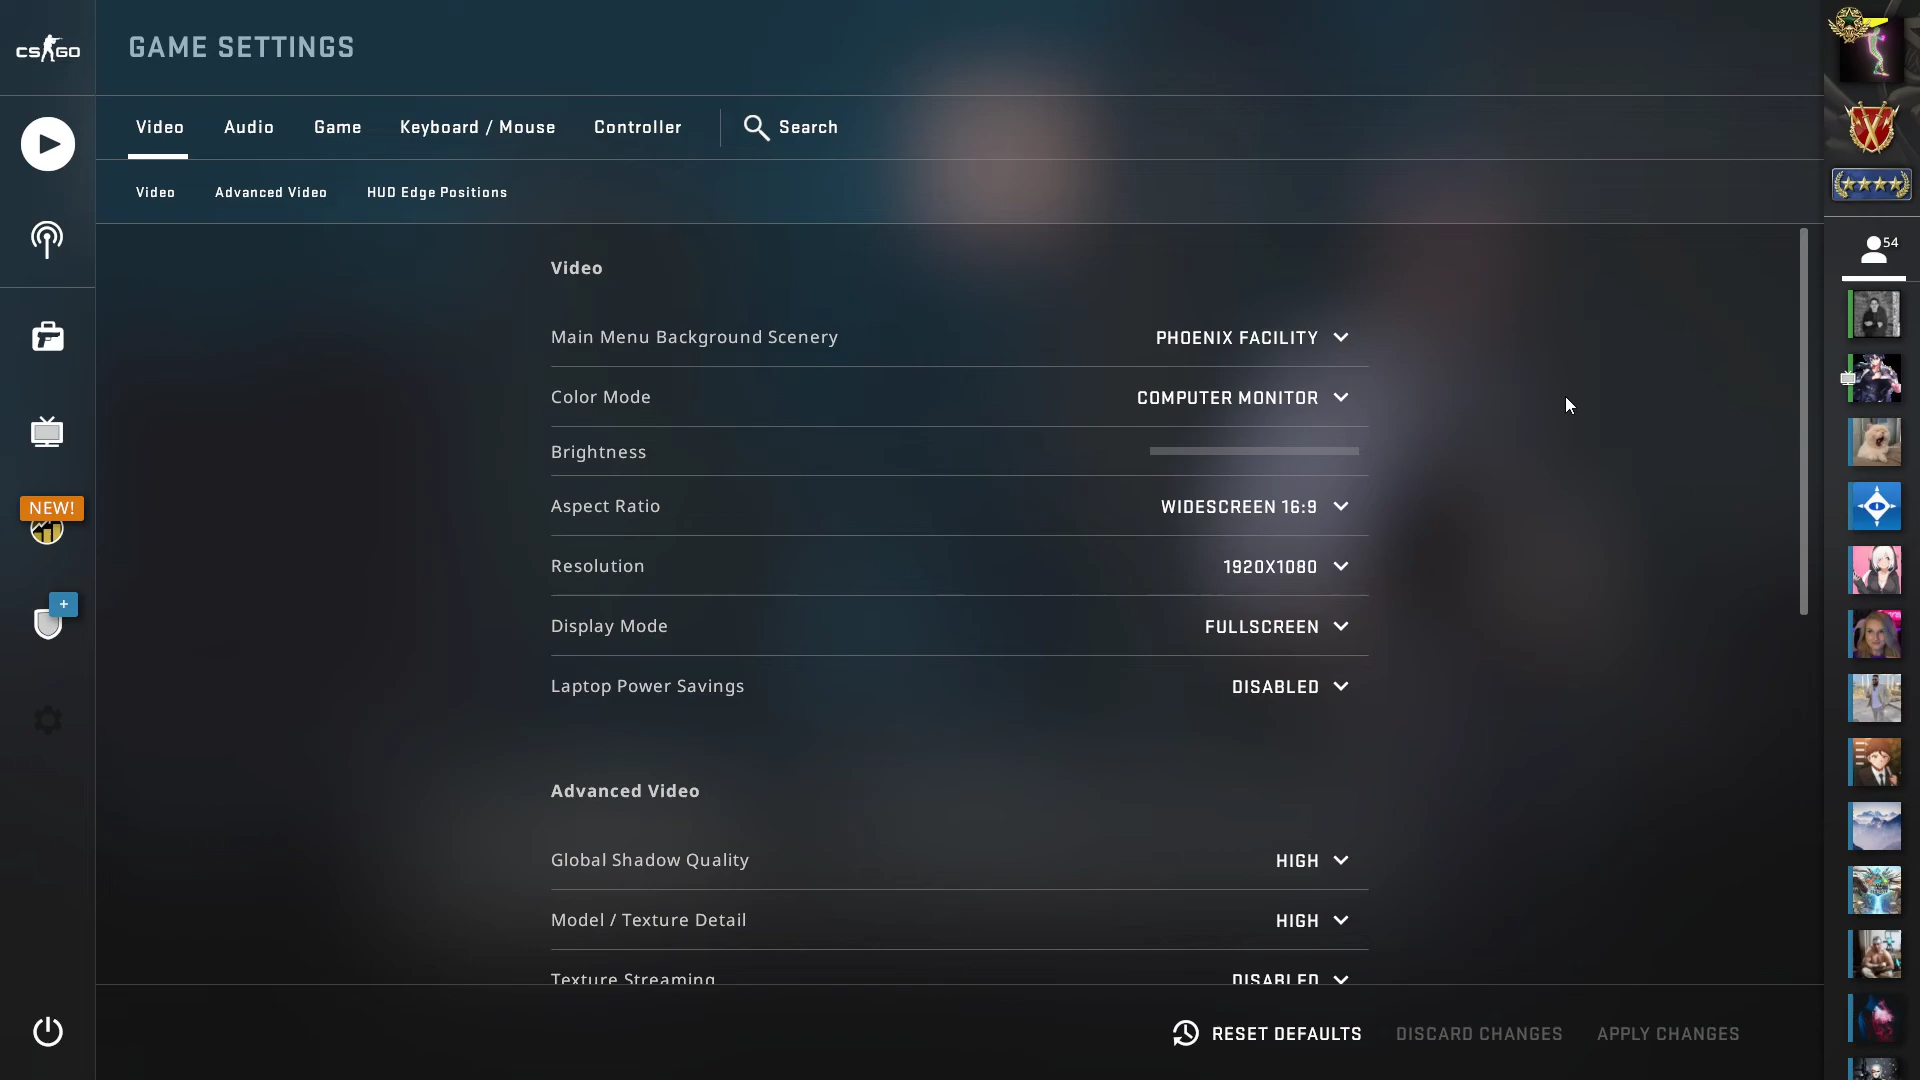 CS GO
GAME SETTINGS
Video Audio Game Keyboard / Mouse Controller Search
Video Advanced Video HUD Edge Positions
54
Video
Main Menu Background Scenery PHOENIX FACILITY
Color Mode COMPUTER MONITOR
Brightness
Aspect Ratio WIDESCREEN 16:9
NEW!
Resolution 1920X1080
+
Display Mode FULLSCREEN
Laptop Power Savings DISABLED
Advanced Video
Global Shadow Quality HIGH
Model / Texture Detail HIGH
Texture Streaming DISABLED
RESET DEFAULTS DISCARD CHANGES APPLY CHANGES